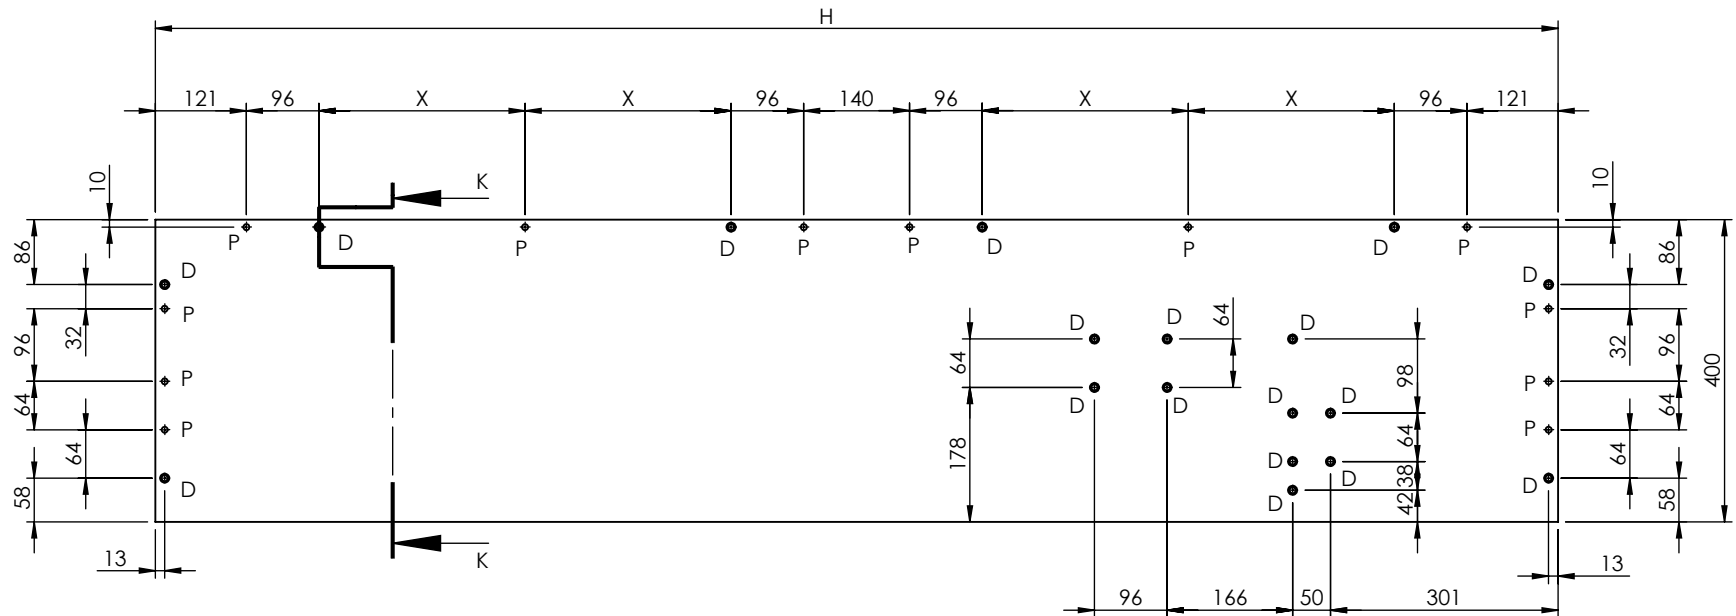 H
121 96 X X 96 140 96 X X 96 121
10 K 10
P D P D P P D P D P
86 D D 86
32 P P 32
96 D D 64 D 96
P 64 98 P 400
64 D D D D 64
P P
64 178 D D 64 64
D 38 D
58 D 42 58
13 K 13
96 166 50 301